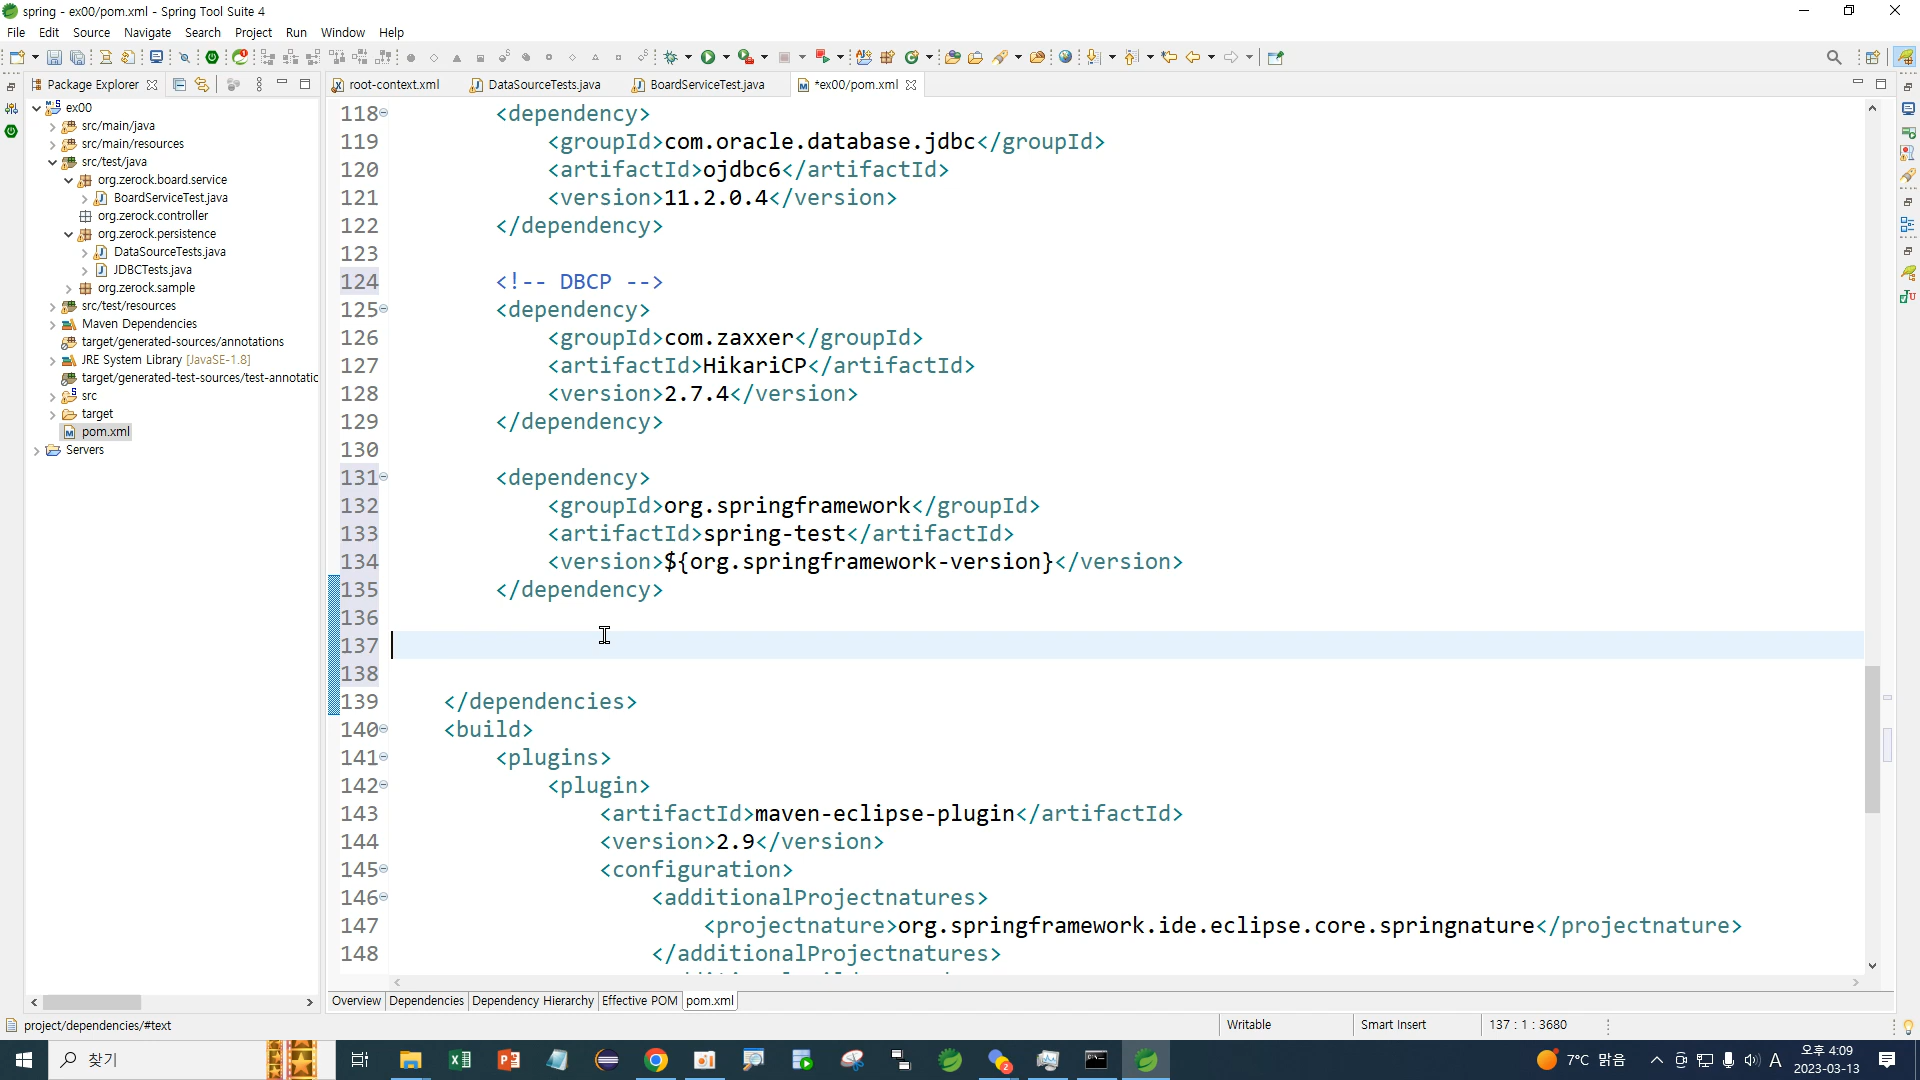 spring - ex00/pom.xml - Spring Tool Suite 4
File Edit Source Navigate Search Project Run Window Help
Package Explorer
root-context.xml
DataSourceTests.java
BoardServiceTest.java
*ex00/pom.xml
ex00
src/main/java
src/main/resources
src/test/java
org.zerock.board.service
BoardServiceTest.java
org.zerock.controller
org.zerock.persistence
DataSourceTests.java
JDBCTests.java
org.zerock.sample
src/test/resources
Maven Dependencies
target/generated-sources/annotations
JRE System Library [JavaSE-1.8]
target/generated-test-sources/test-annotatic
src
target
pom.xml
Servers
118 <dependency>
119 <groupId>com.oracle.database.jdbc</groupId>
120 <artifactId>ojdbc6</artifactId>
121 <version>11.2.0.4</version>
122 </dependency>
123
124 <!-- DBCP -->
125 <dependency>
126 <groupId>com.zaxxer</groupId>
127 <artifactId>HikariCP</artifactId>
128 <version>2.7.4</version>
129 </dependency>
130
131 <dependency>
132 <groupId>org.springframework</groupId>
133 <artifactId>spring-test</artifactId>
134 <version>${org.springframework-version}</version>
135 </dependency>
136
137
138
139 </dependencies>
140 <build>
141 <plugins>
142 <plugin>
143 <artifactId>maven-eclipse-plugin</artifactId>
144 <version>2.9</version>
145 <configuration>
146 <additionalProjectnatures>
147 <projectnature>org.springframework.ide.eclipse.core.springnature</projectnature>
148 </additionalProjectnatures>
Overview Dependencies Dependency Hierarchy Effective POM pom.xml
project/dependencies/#text
Writable
Smart Insert
137 : 1 : 3680
찾기
7°C 맑음
A
오후 4:09
2023-03-13